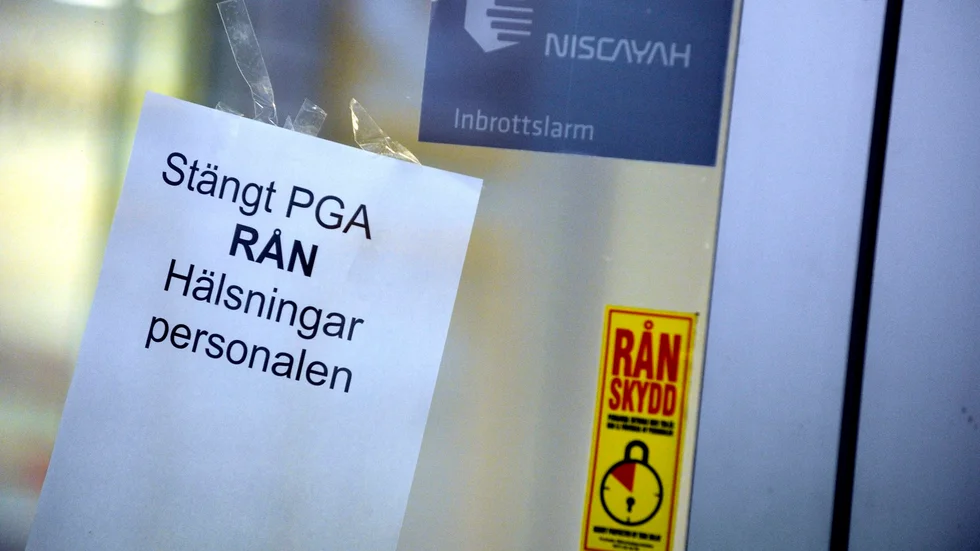 NISCAYAH
Inbrottslarm
Stängt PGA
RÅN
Hälsningar
personalen
RÅN
SKYDD